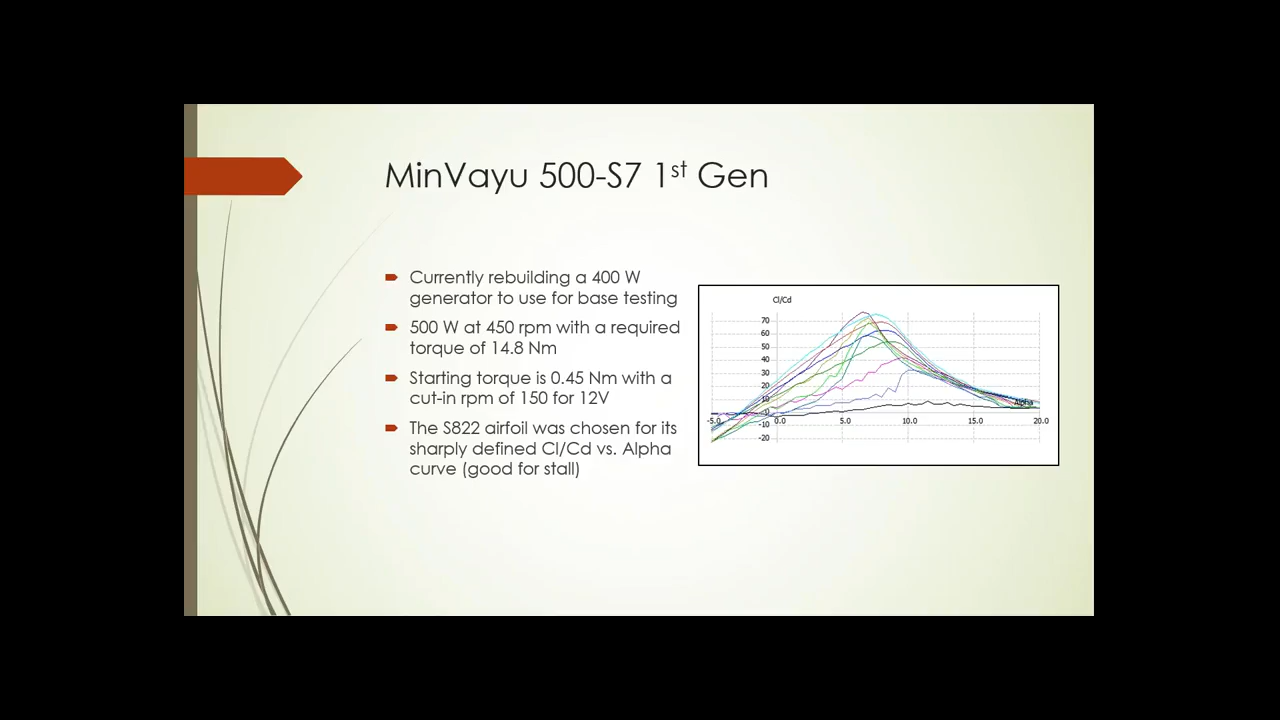 MinVayu 500-S7 1st Gen
Currently rebuilding a 400 W
generator to use for base testing
500 W at 450 rpm with a required
torque of 14.8 Nm
Starting torque is 0.45 Nm with a
cut-in rpm of 150 for 12V
The S822 airfoil was chosen for its
sharply defined Cl/Cd vs. Alpha
curve (good for stall)
Cl/Cd
70
60
50
40
30
20
10
-0
Alpha
-5.0 0.0 5.0 10.0 15.0 20.0
-10
-20